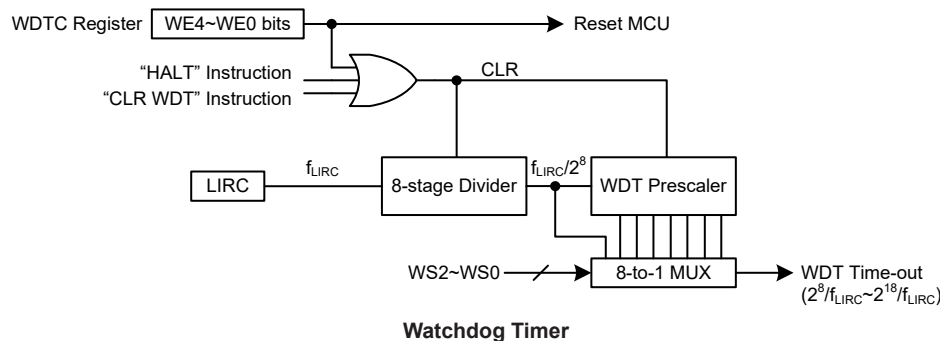 WDTC Register WE4~WE0 bits Reset MCU
“HALT” Instruction
CLR
“CLR WDT” Instruction
LIRC
fLIRC
8-stage Divider
fLIRC/2⁸
WDT Prescaler
WS2~WS0
8-to-1 MUX
WDT Time-out
(2⁸/fLIRC~2¹⁸/fLIRC)
Watchdog Timer